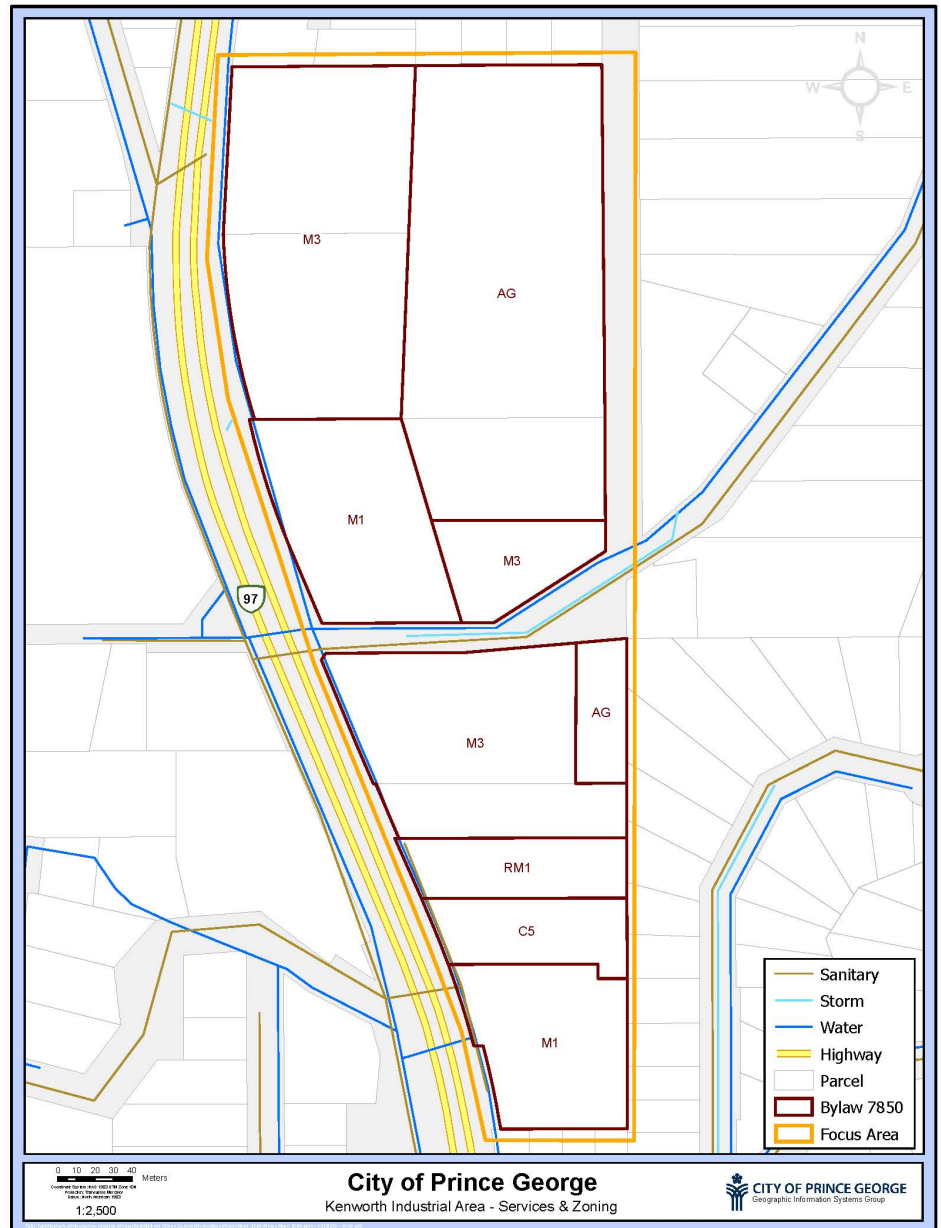 N
W E
S
M3
AG
M1
M3
97
M3
AG
RM1
C5
M1
Sanitary
Storm
Water
Highway
Parcel
Bylaw 7850
Focus Area
0 10 20 30 40 Meters
1:2,500
City of Prince George
Kenworth Industrial Area - Services & Zoning
CITY OF PRINCE GEORGE
Geographic Information Systems Group